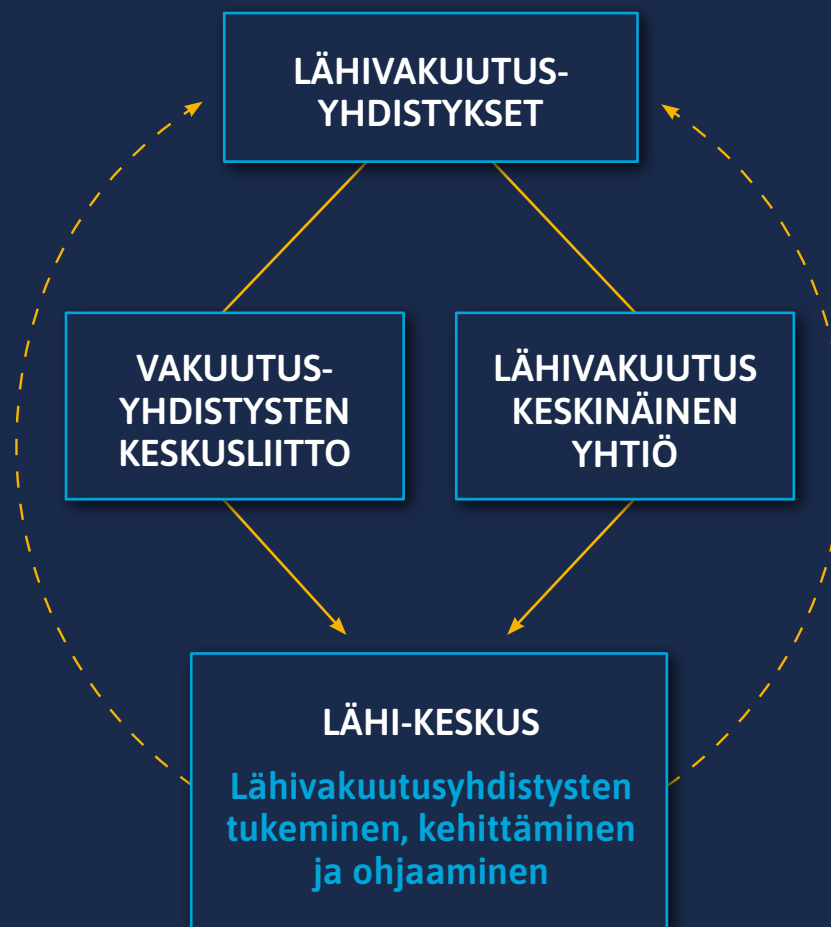 LÄHIVAKUUTUS-
YHDISTYKSET
VAKUUTUS-
YHDISTYSTEN
KESKUSLIITTO
LÄHIVAKUUTUS
KESKINÄINEN
YHTIÖ
LÄHI-KESKUS
Lähivakuutusyhdistysten
tukeminen, kehittäminen
ja ohjaaminen